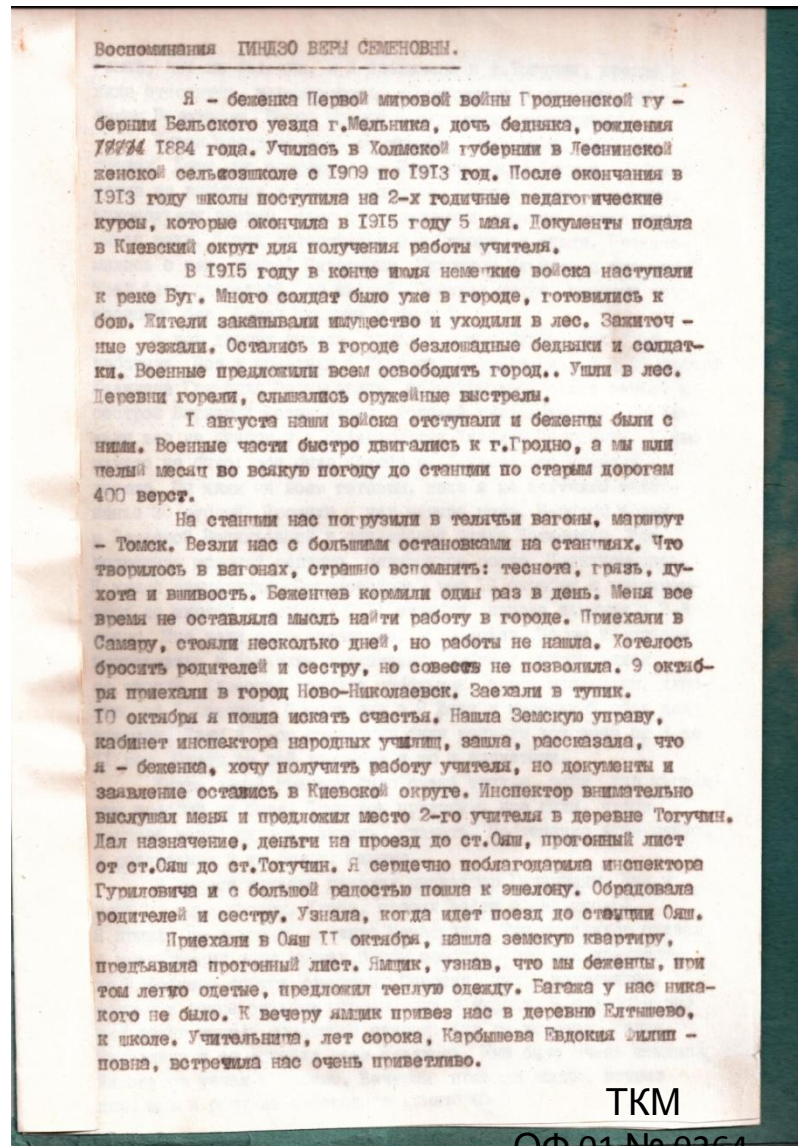 Воспоминания ГИНДЗО ВЕРЫ СЕМЕНОВНЫ.
Я - беженка Первой мировой войны Гродненской гу -
бернии Бельского уезда г.Мельника, дочь бедняка, рождения
1884 года. Училась в Холмской губернии в Леснинской
женской сельхозшколе с 1909 по 1913 год. После окончания в
1913 году школы поступила на 2-х годичные педагогические
курсы, которые окончила в 1915 году 5 мая. Документы подала
в Киевский округ для получения работы учителя.
В 1915 году в конце июля немецкие войска наступали
к реке Буг. Много солдат было уже в городе, готовились к
бою. Жители закапывали имущество и уходили в лес. Зажиточ -
ные уезжали. Остались в городе безлошадные бедняки и солдат-
ки. Военные предложили всем освободить город.. Ушли в лес.
Деревни горели, слышались оружейные выстрелы.
I августа наши войска отступали и беженцы были с
ними. Военные части быстро двигались к г.Гродно, а мы шли
целый месяц во всякую погоду до станции по старым дорогам
400 верст.
На станции нас погрузили в телячьи вагоны, маршрут
- Томск. Везли нас с большими остановками на станциях. Что
творилось в вагонах, страшно вспомнить: теснота, грязь, ду-
хота и вшивость. Беженцев кормили один раз в день. Меня все
время не оставляла мысль найти работу в городе. Приехали в
Самару, стояли несколько дней, но работы не нашла. Хотелось
бросить родителей и сестру, но совесть не позволила. 9 октяб-
ря приехали в город Ново-Николаевск. Заехали в тупик.
10 октября я пошла искать счастья. Нашла Земскую управу,
кабинет инспектора народных училищ, зашла, рассказала, что
я - беженка, хочу получить работу учителя, но документы и
заявление остались в Киевской округе. Инспектор внимательно
выслушал меня и предложил место 2-го учителя в деревне Тогучин.
Дал назначение, деньги на проезд до ст.Ояш, прогонный лист
от ст.Ояш до ст.Тогучин. Я сердечно поблагодарила инспектора
Гуриловича и с большой радостью пошла к эшелону. Обрадовала
родителей и сестру. Узнала, когда идет поезд до станции Ояш.
Приехали в Ояш II октября, нашла земскую квартиру,
предъявила прогонный лист. Ямщик, узнав, что мы беженцы, при
том легко одетые, предложил теплую одежду. Багажа у нас ника-
кого не было. К вечеру ямщик привез нас в деревню Елтышево,
к школе. Учительница, лет сорока, Карбышева Евдокия Филип -
повна, встречила нас очень приветливо.
ТКМ
ОФ 01 № 0264